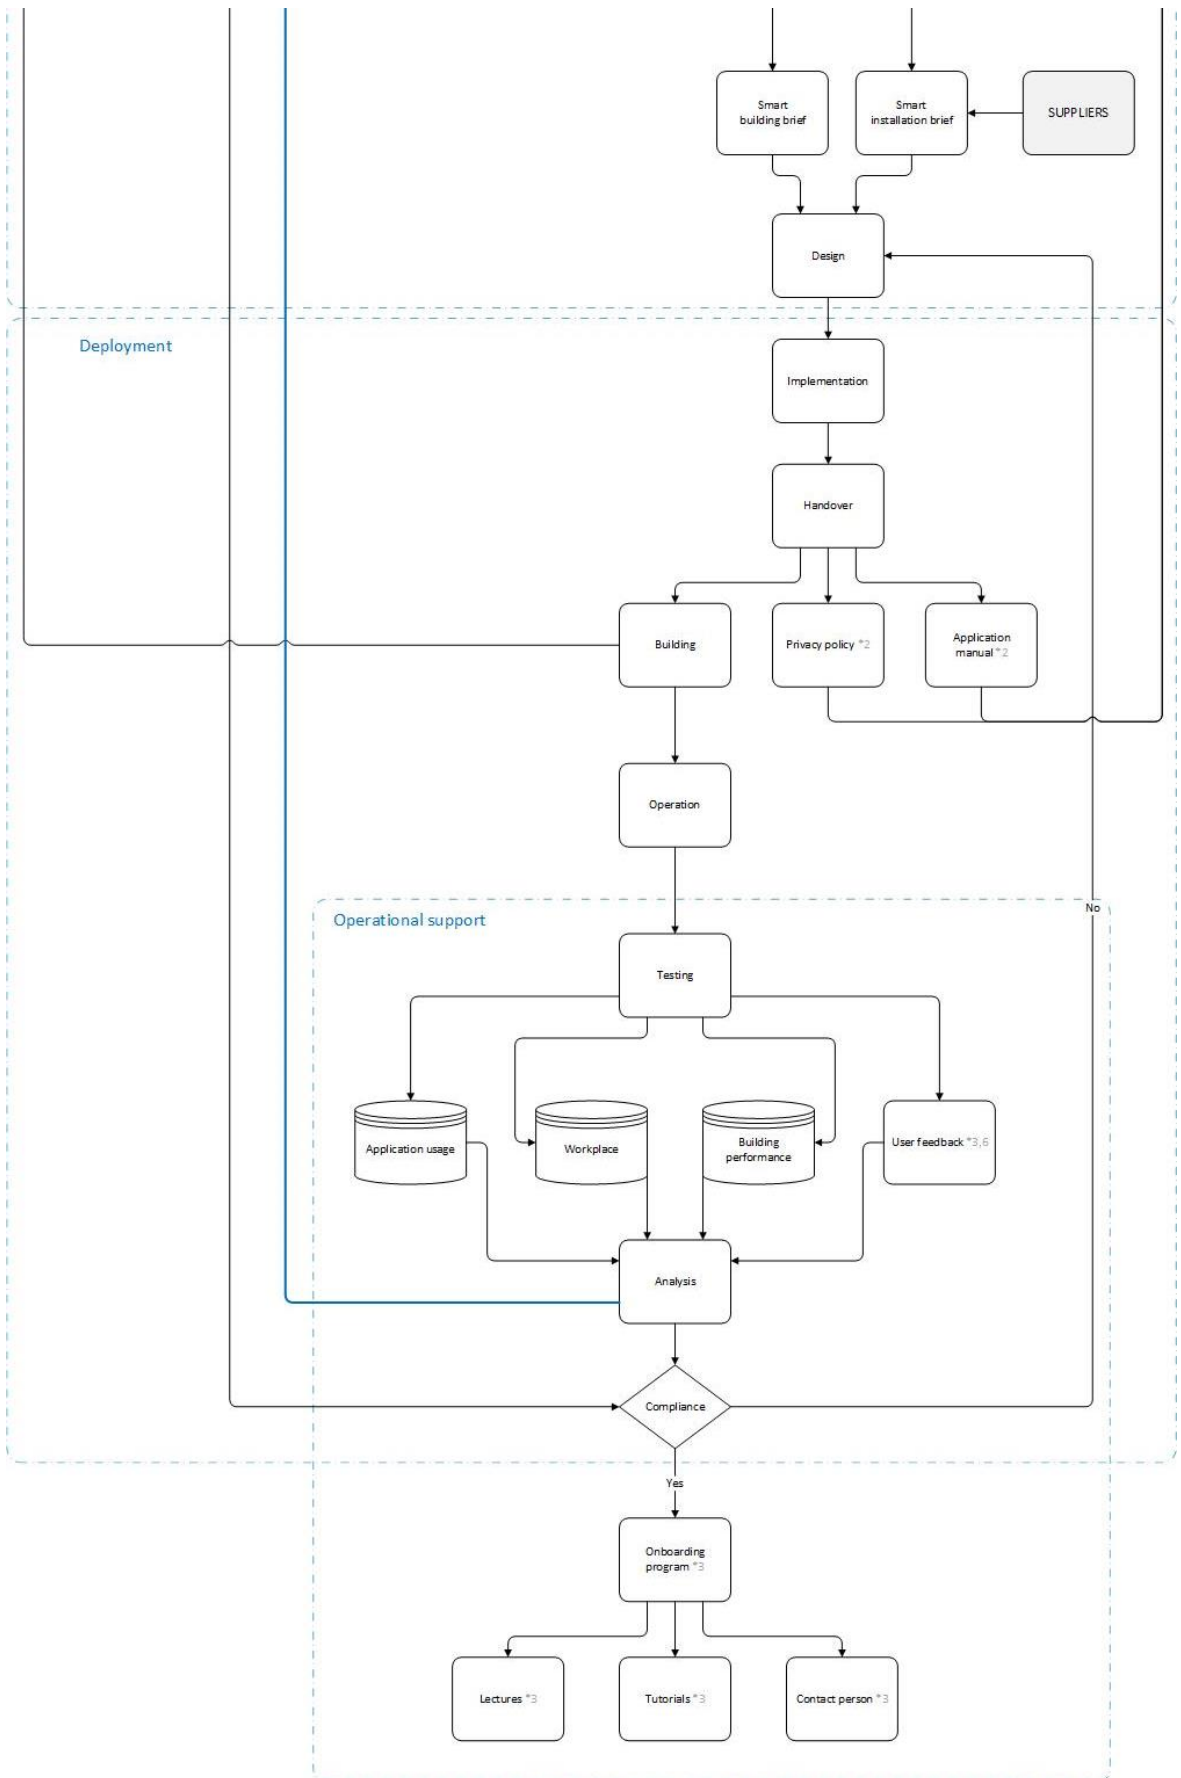 Smart
building brief
Smart
installation brief
SUPPLIERS
Design
Deployment
Implementation
Handover
Building
Privacy policy *2
Application
manual *2
Operation
No
Operational support
Testing
Application usage
Workplace
Building
performance
User feedback *3,6
Analysis
Compliance
Yes
Onboarding
program *3
Lectures *3
Tutorials *3
Contact person *3